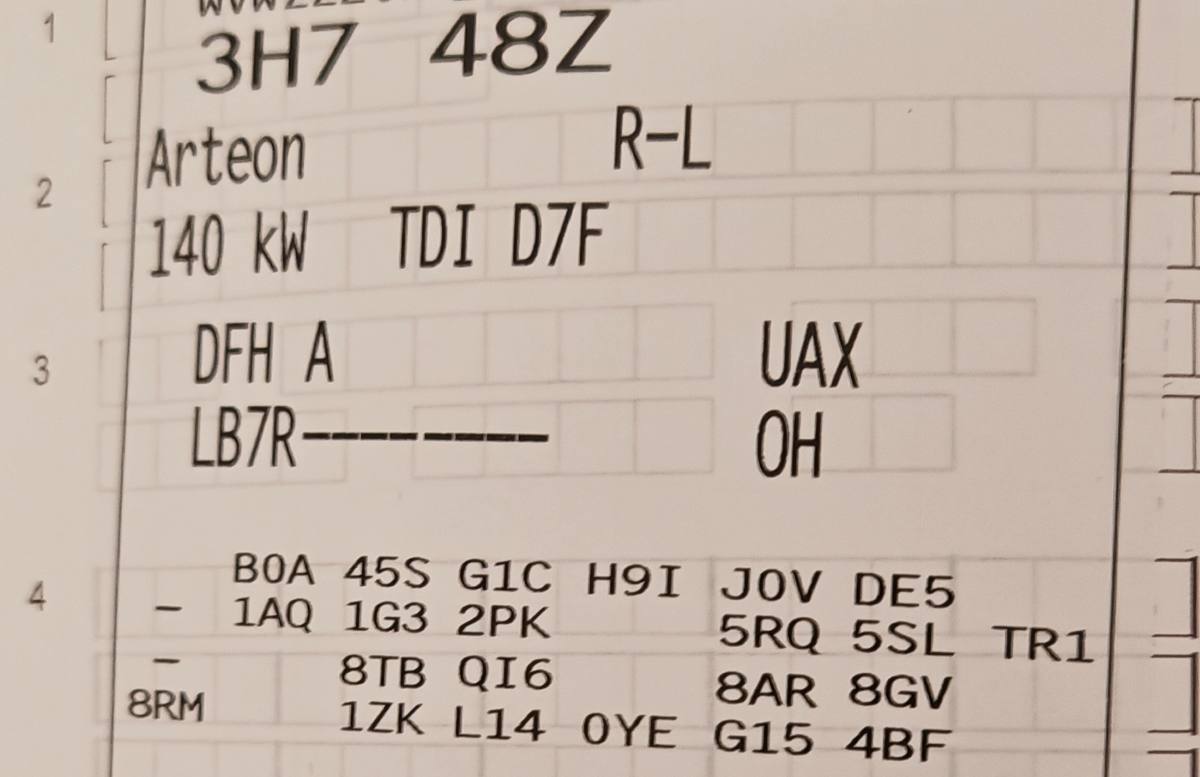 1
3H7 48Z
Arteon R-L
2
140 kW TDI D7F
DFH A UAX
3
LB7R--------- OH
B0A 45S G1C H9I J0V DE5
4
- 1AQ 1G3 2PK 5RQ 5SL TR1
- 8TB QI6 8AR 8GV
8RM 1ZK L14 0YE G15 4BF